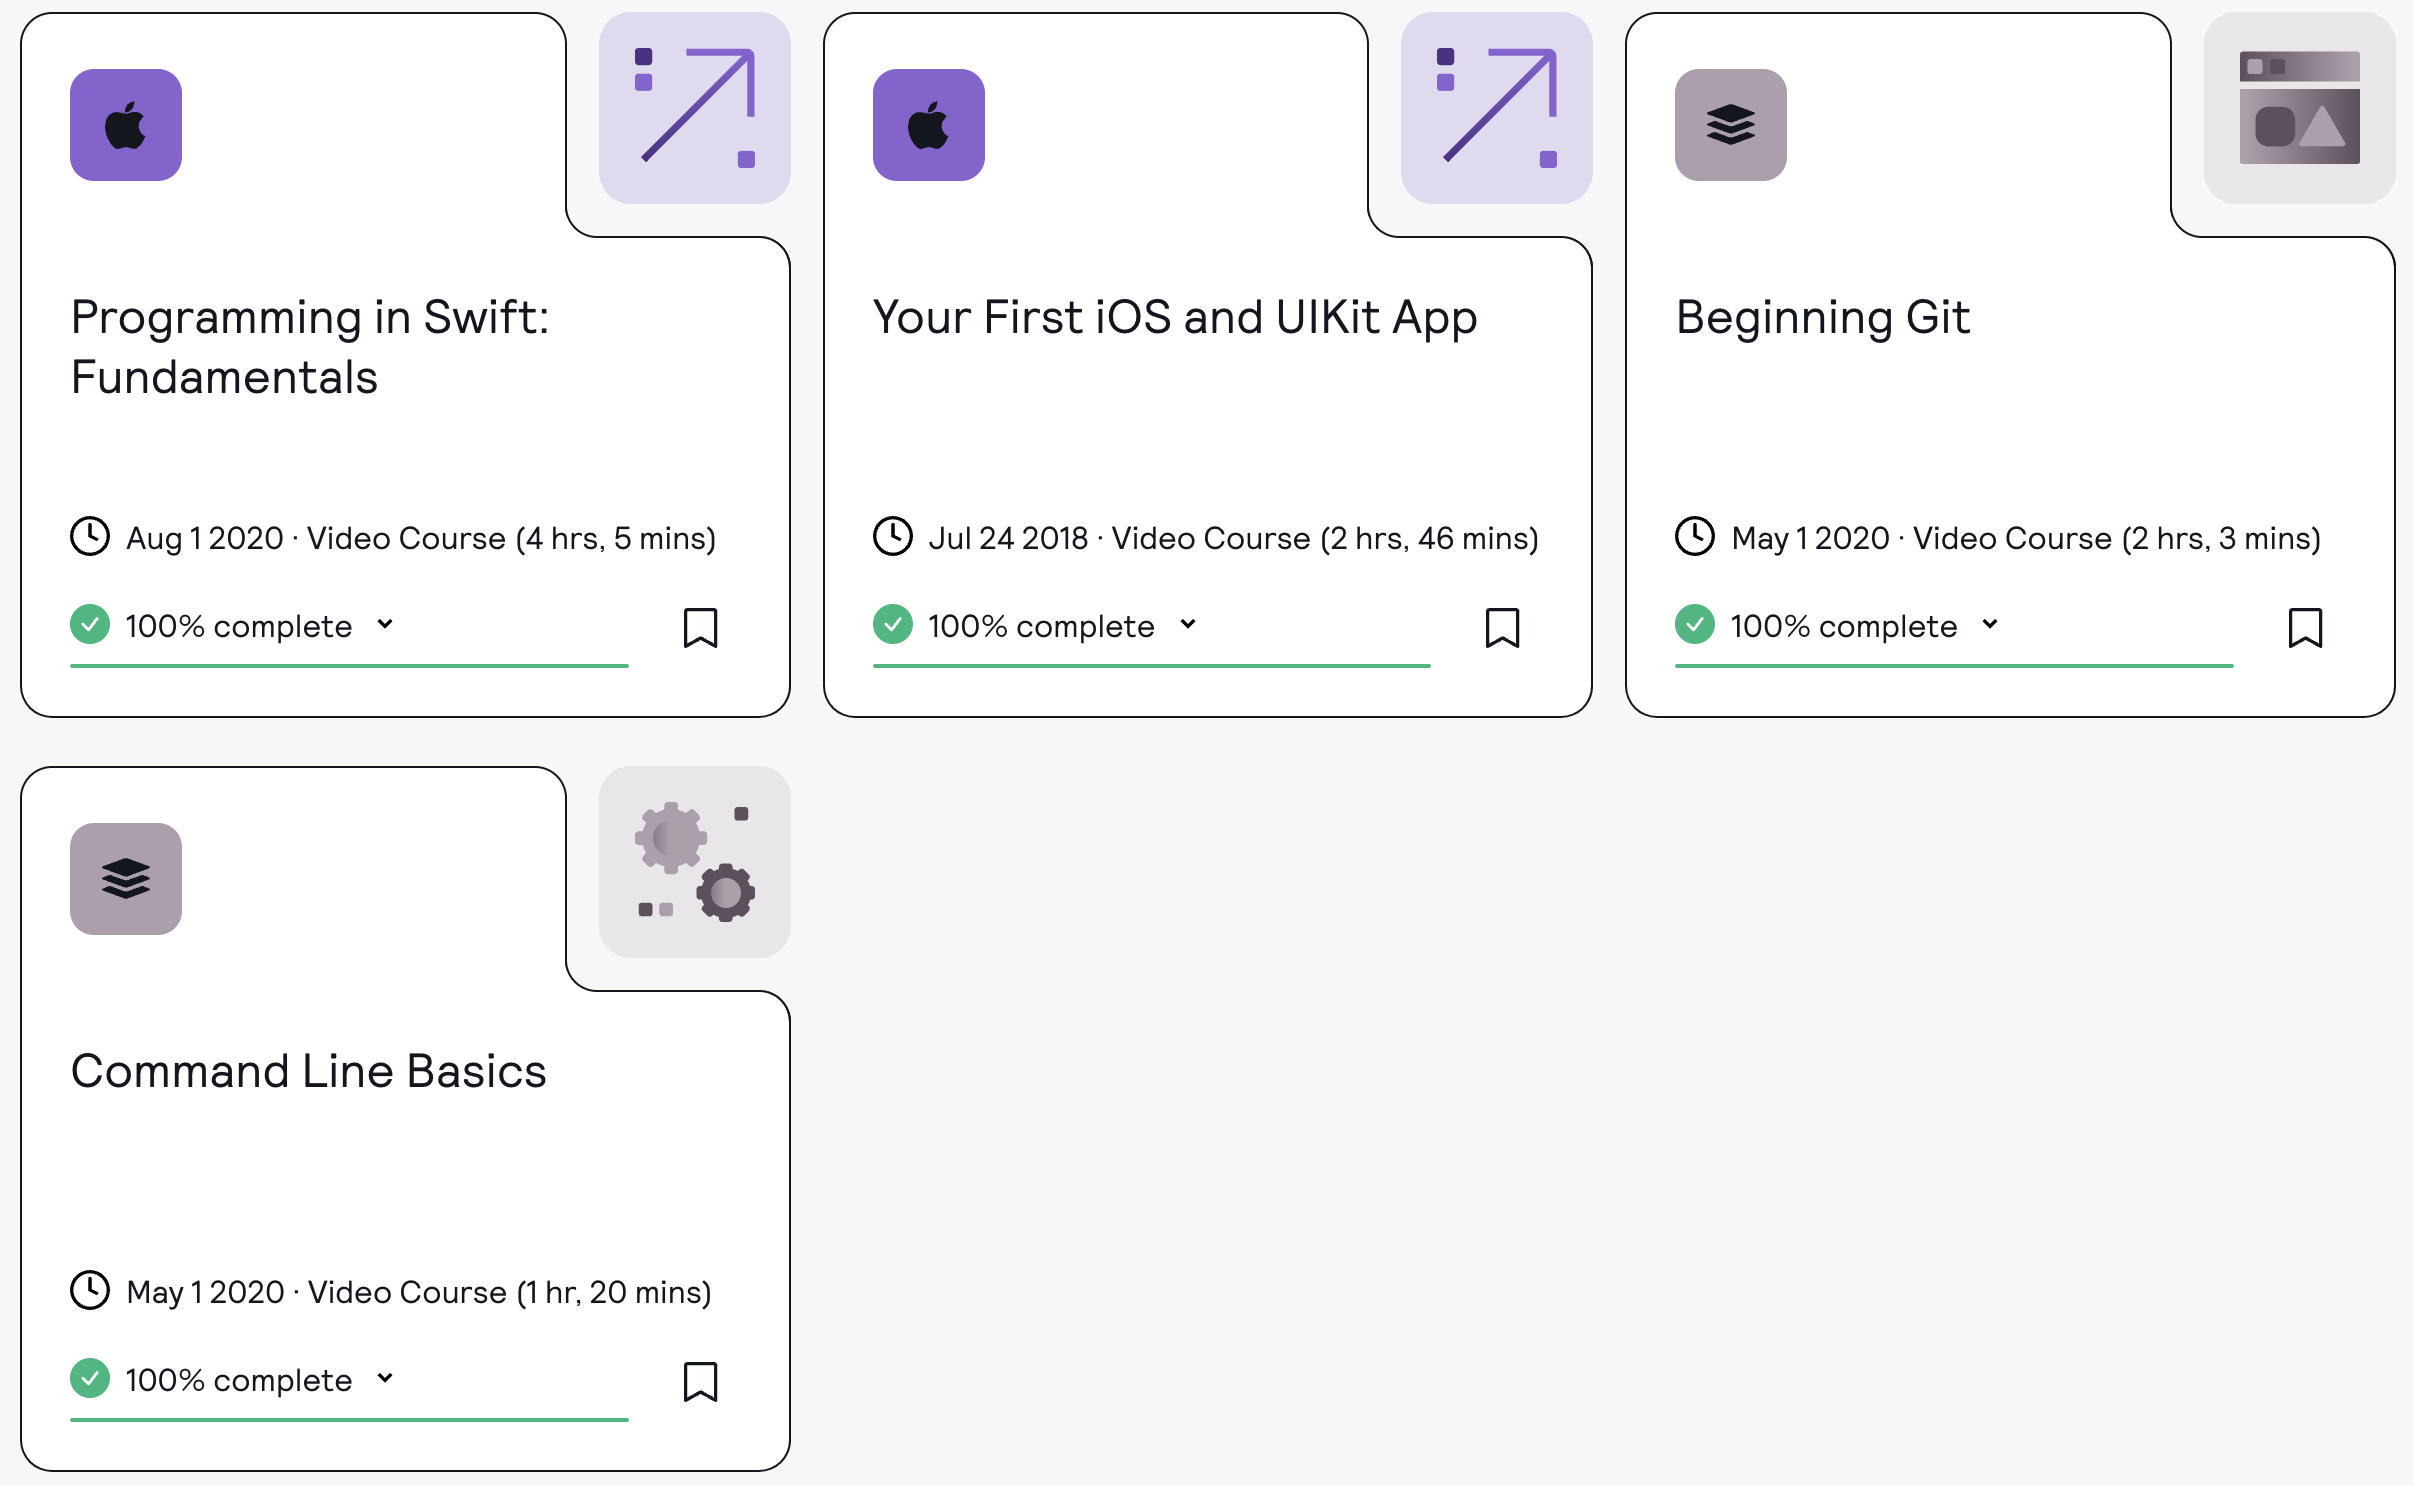 Programming in Swift:
Fundamentals
Aug 1 2020 · Video Course (4 hrs, 5 mins)
100% complete
Your First iOS and UIKit App
Jul 24 2018 · Video Course (2 hrs, 46 mins)
100% complete
Beginning Git
May 1 2020 · Video Course (2 hrs, 3 mins)
100% complete
Command Line Basics
May 1 2020 · Video Course (1 hr, 20 mins)
100% complete